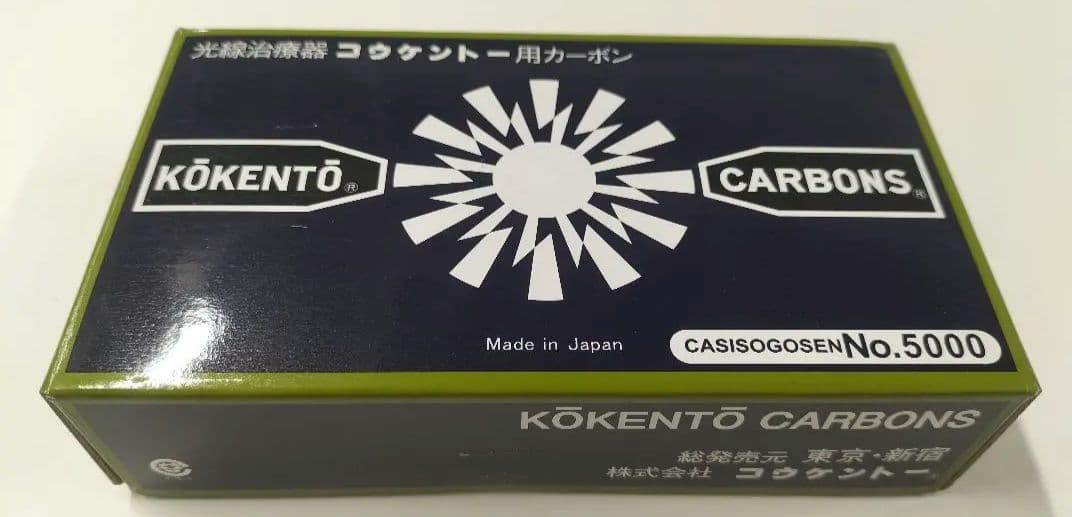 光線治療器 コウケントー用カーボン
KŌKENTŌ®
CARBONS®
Made in Japan
CASISOGOSEN No.5000
KŌKENTŌ CARBONS
総発売元 東京・新宿
株式会社 コウケントー